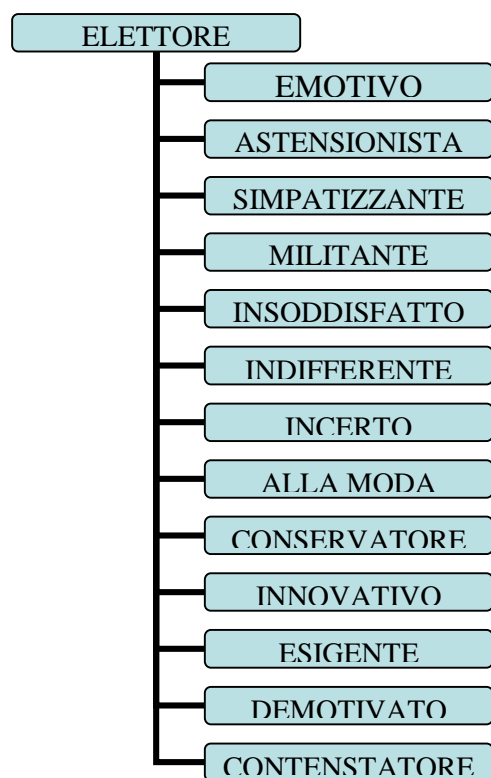 ELETTORE
EMOTIVO
ASTENSIONISTA
SIMPATIZZANTE
MILITANTE
INSODDISFATTO
INDIFFERENTE
INCERTO
ALLA MODA
CONSERVATORE
INNOVATIVO
ESIGENTE
DEMOTIVATO
CONTENSTATORE